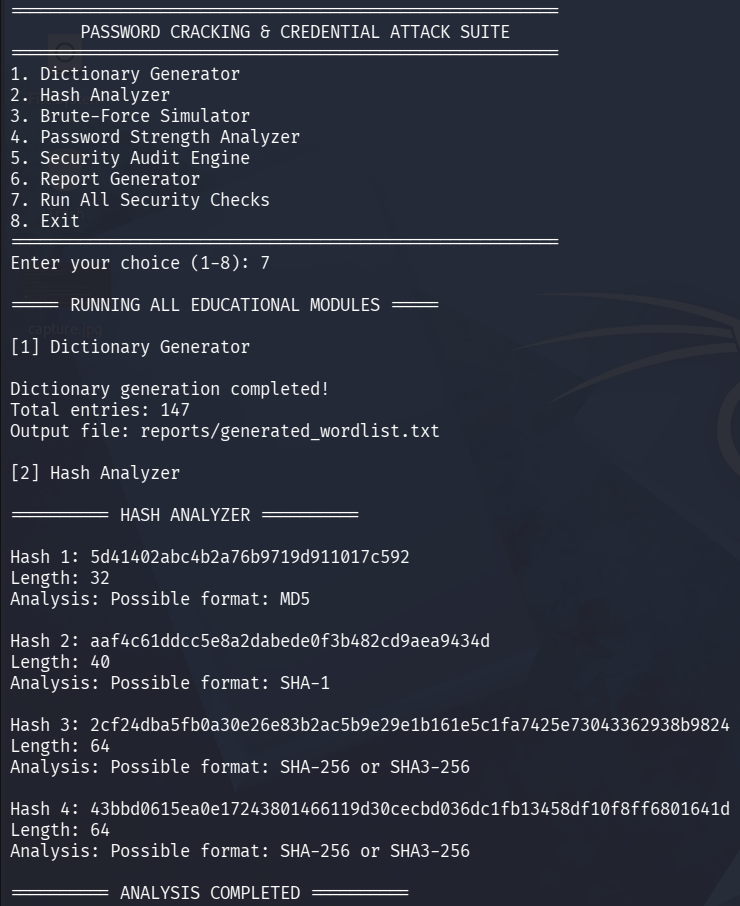 ══════════════════════════════════════════════════
PASSWORD CRACKING & CREDENTIAL ATTACK SUITE
══════════════════════════════════════════════════
1. Dictionary Generator
2. Hash Analyzer
3. Brute-Force Simulator
4. Password Strength Analyzer
5. Security Audit Engine
6. Report Generator
7. Run All Security Checks
8. Exit
══════════════════════════════════════════════════
Enter your choice (1-8): 7
═════ RUNNING ALL EDUCATIONAL MODULES ═════
capture.jpg
[1] Dictionary Generator
Dictionary generation completed!
Total entries: 147
Output file: reports/generated_wordlist.txt
[2] Hash Analyzer
══════════ HASH ANALYZER ══════════
Hash 1: 5d41402abc4b2a76b9719d911017c592
Length: 32
Analysis: Possible format: MD5
Hash 2: aaf4c61ddcc5e8a2dabede0f3b482cd9aea9434d
Length: 40
Analysis: Possible format: SHA-1
Hash 3: 2cf24dba5fb0a30e26e83b2ac5b9e29e1b161e5c1fa7425e73043362938b9824
Length: 64
Analysis: Possible format: SHA-256 or SHA3-256
Hash 4: 43bbd0615ea0e17243801466119d30cecbd036dc1fb13458df10f8ff6801641d
Length: 64
Analysis: Possible format: SHA-256 or SHA3-256
══════════ ANALYSIS COMPLETED ══════════